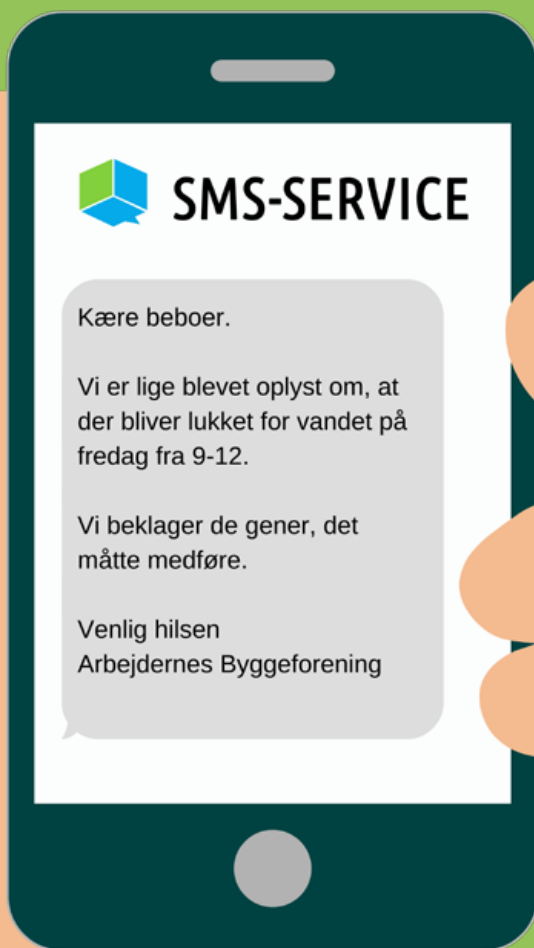 SMS-SERVICE
Kære beboer.
Vi er lige blevet oplyst om, at
der bliver lukket for vandet på
fredag fra 9-12.
Vi beklager de gener, det
måtte medføre.
Venlig hilsen
Arbejdernes Byggeforening